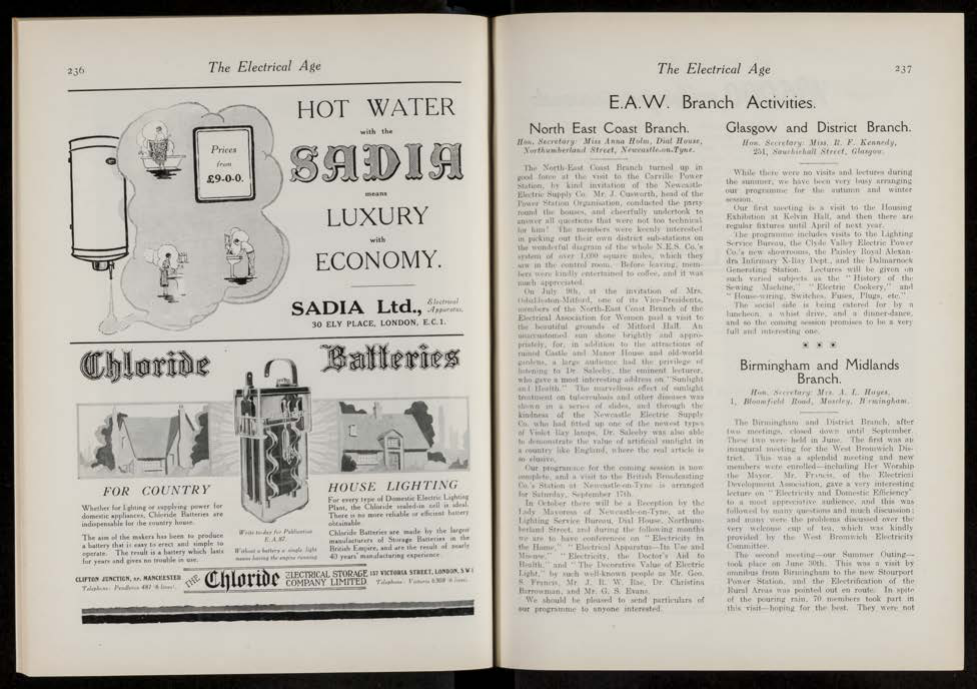 236
The Electrical Age
HOT WATER
with the
SADIA
means
LUXURY
with
ECONOMY.
Prices
from
£9-0-0.
SADIA Ltd., Electrical Apparatus.
30 ELY PLACE, LONDON, E.C.1.
Chloride Batteries
FOR COUNTRY
Whether for lighting or supplying power for
domestic appliances, Chloride Batteries are
indispensable for the country house.
The aim of the makers has been to produce
a battery that is easy to erect and simple to
operate. The result is a battery which lasts
for years and gives no trouble in use.
Write to-day for Publication
Without a battery a single light
means having the engine running
HOUSE LIGHTING
For every type of Domestic Electric Lighting
Plant, the Chloride sealed-in cell is ideal.
There is no more reliable or efficient battery
obtainable.
Chloride Batteries are made by the largest
manufacturers of Storage Batteries in the
British Empire, and are the result of nearly
40 years' manufacturing experience.
CLIFTON JUNCTION, nr. MANCHESTER
Telephone: Pendleton 481
THE Chloride ELECTRICAL STORAGE
COMPANY LIMITED
137 VICTORIA STREET, LONDON, S.W.1
Telephone: Victoria
The Electrical Age
237
E.A.W. Branch Activities.
North East Coast Branch.
Hon. Secretary: Miss Anna Holm, Dial House,
Northumberland Street, Newcastle-on-Tyne.
The North-East Coast Branch turned up in
good force at the visit to the Carville Power
Station, by kind invitation of the Newcastle
Electric Supply Co. Mr. J. Cusworth, head of the
Power Station Organisation, conducted the party
round the houses, and cheerfully undertook to
answer all questions that were not too technical
for him! The members were keenly interested
in picking out their own district sub-stations on
the wonderful diagram of the whole N.E.S. Co.'s
system of over 1,000 square miles, which they
saw in the control room. Before leaving, mem-
bers were kindly entertained to coffee, and it was
much appreciated.
On July 9th, at the invitation of Mrs.
Osbaldeston-Mitford, one of its Vice-Presidents,
members of the North-East Coast Branch of the
Electrical Association for Women paid a visit to
the beautiful grounds of Mitford Hall. An
unaccustomed sun shone brightly and appro-
priately, for, in addition to the attractions of
ruined Castle and Manor House and old-world
gardens, a large audience had the privilege of
listening to Dr. Saleeby, the eminent lecturer,
who gave a most interesting address on "Sunlight
and Health." The marvellous effect of sunlight
treatment on tuberculosis and other diseases was
shown in a series of slides, and through the
kindness of the Newcastle Electric Supply
Co. who had fitted up one of the newest types
of Violet Ray lamps, Dr. Saleeby was also able
to demonstrate the value of artificial sunlight in
a country like England, where the real article is
so elusive.
Our programme for the coming session is now
complete, and a visit to the British Broadcasting
Co.'s Station at Newcastle-on-Tyne is arranged
for Saturday, September 17th.
In October there will be a Reception by the
Lady Mayoress of Newcastle-on-Tyne, at the
Lighting Service Bureau, Dial House, Northum-
berland Street, and during the following months
we are to have conferences on "Electricity in
the Home," "Electrical Apparatus—Its Use and
Misuse," "Electricity, the Doctor's Aid to
Health," and "The Decorative Value of Electric
Light," by such well-known people as Mr. Geo.
S. Francis, Mr. J. R. W. Rae, Dr. Christina
Barrowman, and Mr. G. S. Evans.
We should be pleased to send particulars of
our programme to anyone interested.
Glasgow and District Branch.
Hon. Secretary: Miss. R. F. Kennedy,
251, Sauchiehall Street, Glasgow.
While there were no visits and lectures during
the summer, we have been very busy arranging
our programme for the autumn and winter
session.
Our first meeting is a visit to the Housing
Exhibition at Kelvin Hall, and then there are
regular fixtures until April of next year.
The programme includes visits to the Lighting
Service Bureau, the Clyde Valley Electric Power
Co.'s new showrooms, the Paisley Royal Alexan-
dra Infirmary X-Ray Dept., and the Dalmarnock
Generating Station. Lectures will be given on
such varied subjects as the "History of the
Sewing Machine," "Electric Cookery," and
"House-wiring, Switches, Fuses, Plugs, etc."
The social side is being catered for by a
luncheon, a whist drive, and a dinner-dance,
and so the coming session promises to be a very
full and interesting one.
* * *
Birmingham and Midlands
Branch.
Hon. Secretary: Mrs. A. L. Hayes,
1, Bloomfield Road, Moseley, Birmingham.
The Birmingham and District Branch, after
two meetings, closed down until September.
These two were held in June. The first was an
inaugural meeting for the West Bromwich Dis-
trict. This was a splendid meeting and new
members were enrolled—including Her Worship
the Mayor. Mr. Francis, of the Electrical
Development Association, gave a very interesting
lecture on "Electricity and Domestic Efficiency"
to a most appreciative audience, and this was
followed by many questions and much discussion;
and many were the problems discussed over the
very welcome cup of tea, which was kindly
provided by the West Bromwich Electricity
Committee.
The second meeting—our Summer Outing—
took place on June 30th. This was a visit by
omnibus from Birmingham to the new Stourport
Power Station, and the Electrification of the
Rural Areas was pointed out en route. In spite
of the pouring rain, 70 members took part in
this visit—hoping for the best. They were not